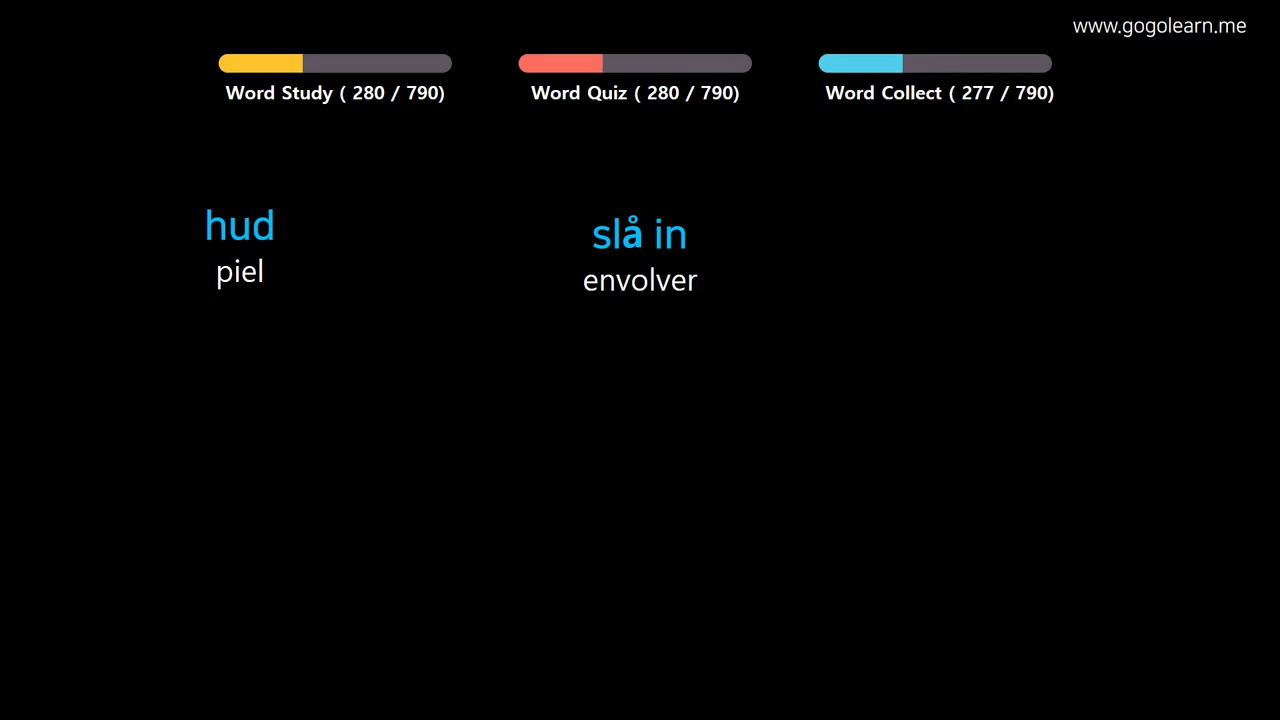 www.gogolearn.me
Word Study ( 280 / 790)
Word Quiz ( 280 / 790)
Word Collect ( 277 / 790)
hud
piel
slå in
envolver